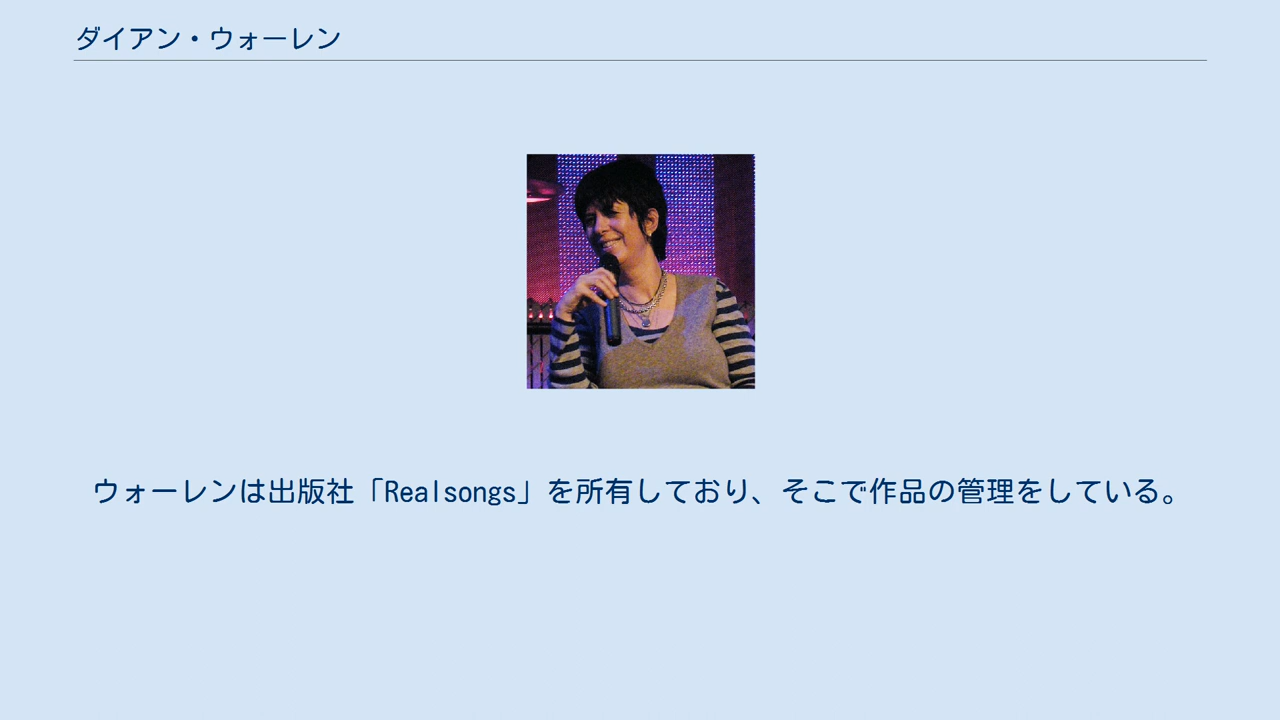 ダイアン・ウォーレン
ウォーレンは出版社「Realsongs」を所有しており、そこで作品の管理をしている。